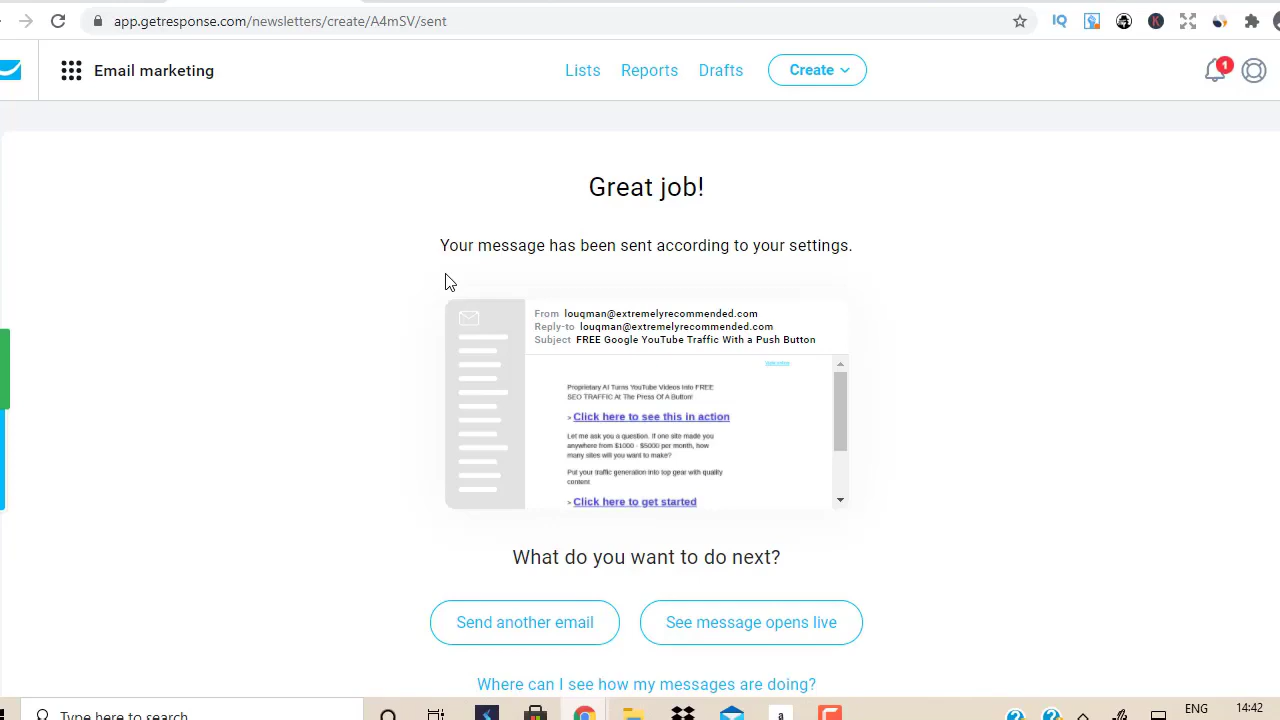 app.getresponse.com/newsletters/create/A4mSV/sent
IQ
K
Email marketing
Lists
Reports
Drafts
Create
1
Great job!
Your message has been sent according to your settings.
From louqman@extremelyrecommended.com
Reply-to louqman@extremelyrecommended.com
Subject FREE Google YouTube Traffic With a Push Button
Proprietary AI Turns YouTube Videos Into FREE
SEO TRAFFIC At The Press Of A Button!
> Click here to see this in action
Let me ask you a question. If one site made you
anywhere from $1000 - $5000 per month, how
many sites will you want to make?
Put your traffic generation into top gear with quality
content
> Click here to get started
What do you want to do next?
Send another email
See message opens live
Where can I see how my messages are doing?
Type here to search
a
ENG
14:42